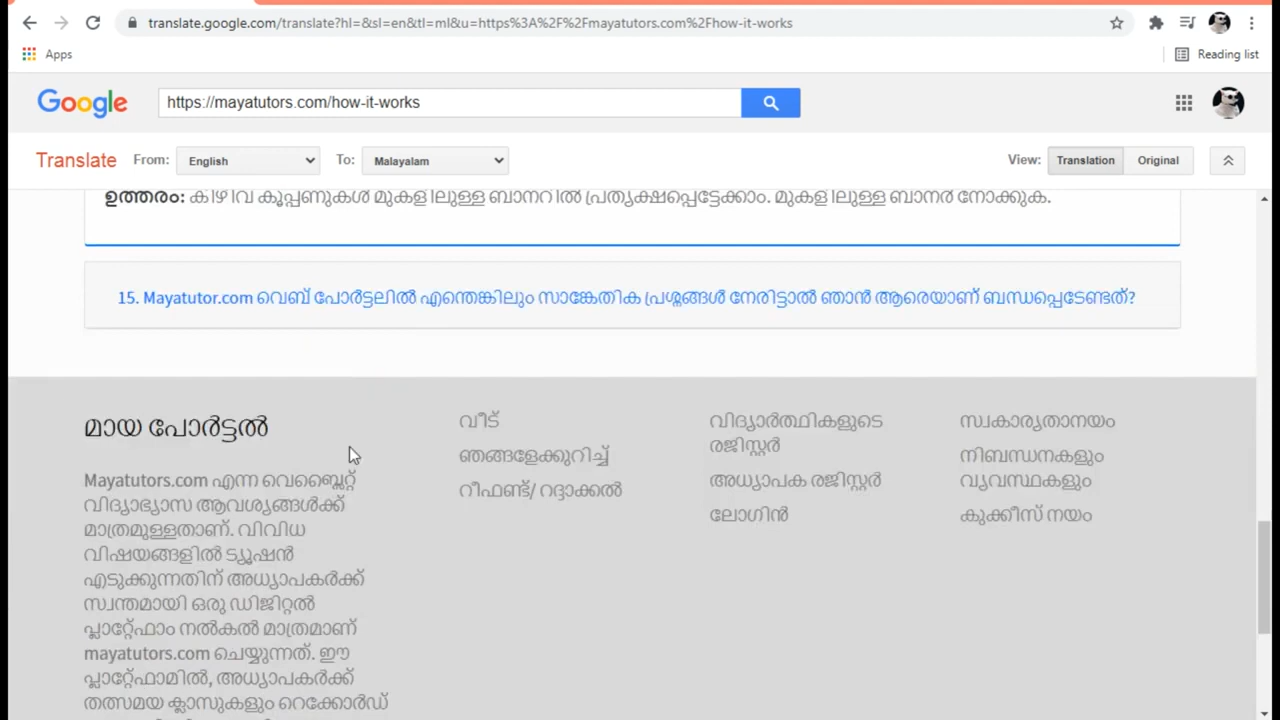 translate.google.com/translate?hl=&sl=en&tl=ml&u=https%3A%2F%2Fmayatutors.com%2Fhow-it-works
Apps
Reading list
Google
https://mayatutors.com/how-it-works
Translate From: English To: Malayalam View: Translation Original
ഉത്തരം: കിഴിവ് കൂപ്പണുകൾ മുകളിലുള്ള ബാനറിൽ പ്രത്യക്ഷപ്പെട്ടേക്കാം. മുകളിലുള്ള ബാനർ നോക്കുക.
15. Mayatutor.com വെബ് പോർട്ടലിൽ എന്തെങ്കിലും സാങ്കേതിക പ്രശ്നങ്ങൾ നേരിട്ടാൽ ഞാൻ ആരെയാണ് ബന്ധപ്പെടേണ്ടത്?
മായ പോർട്ടൽ
Mayatutors.com എന്ന വെബ്സൈറ്റ്
വിദ്യാഭ്യാസ ആവശ്യങ്ങൾക്ക്
മാത്രമുള്ളതാണ്. വിവിധ
വിഷയങ്ങളിൽ ട്യൂഷൻ
എടുക്കുന്നതിന് അധ്യാപകർക്ക്
സ്വന്തമായി ഒരു ഡിജിറ്റൽ
പ്ലാറ്റ്ഫോം നൽകൽ മാത്രമാണ്
mayatutors.com ചെയ്യുന്നത്. ഈ
പ്ലാറ്റ്ഫോമിൽ, അധ്യാപകർക്ക്
തത്സമയ ക്ലാസുകളും റെക്കോർഡ്
വീട്
ഞങ്ങളേക്കുറിച്ച്
റീഫണ്ട്/ റദ്ദാക്കൽ
വിദ്യാർത്ഥികളുടെ
രജിസ്റ്റർ
അധ്യാപക രജിസ്റ്റർ
ലോഗിൻ
സ്വകാര്യതാനയം
നിബന്ധനകളും
വ്യവസ്ഥകളും
കുക്കീസ് നയം